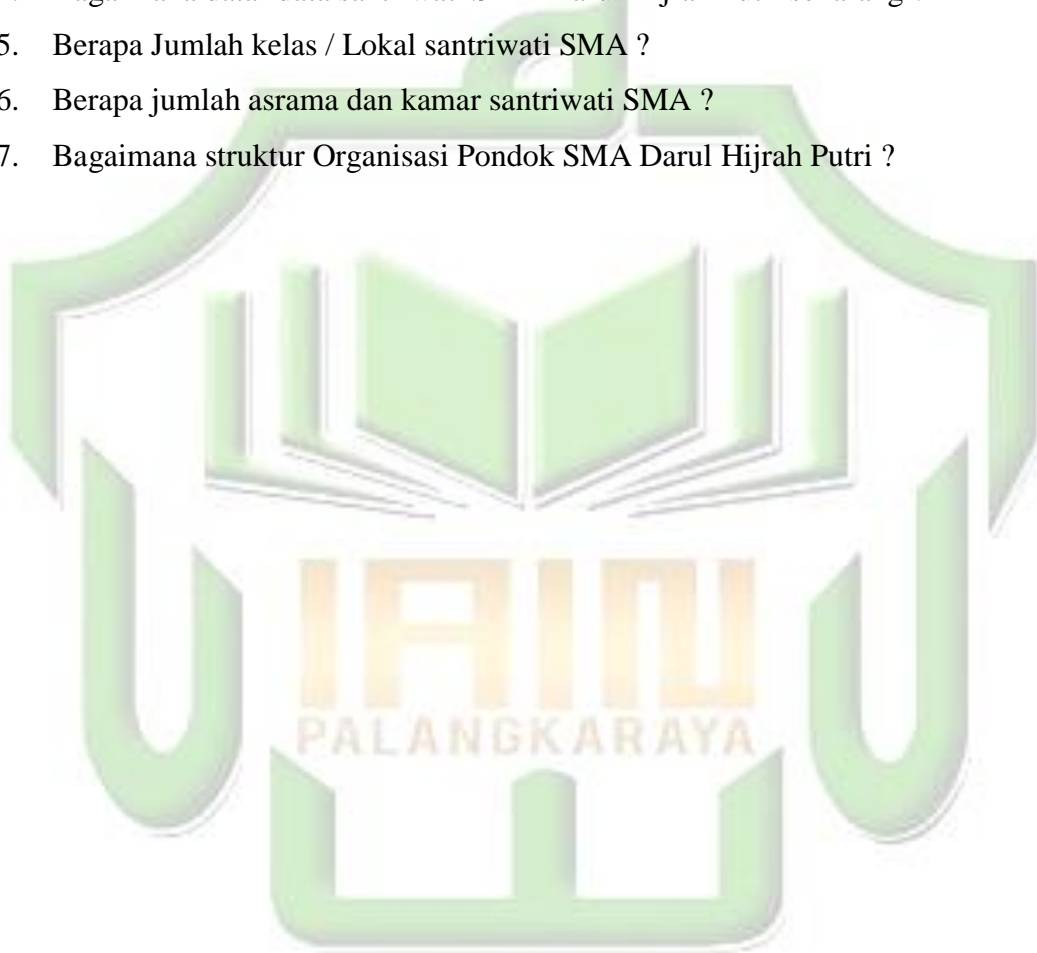 5. Berapa Jumlah kelas / Lokal santriwati SMA ?
6. Berapa jumlah asrama dan kamar santriwati SMA ?
7. Bagaimana struktur Organisasi Pondok SMA Darul Hijrah Putri ?
IAIN
PALANGKARAYA